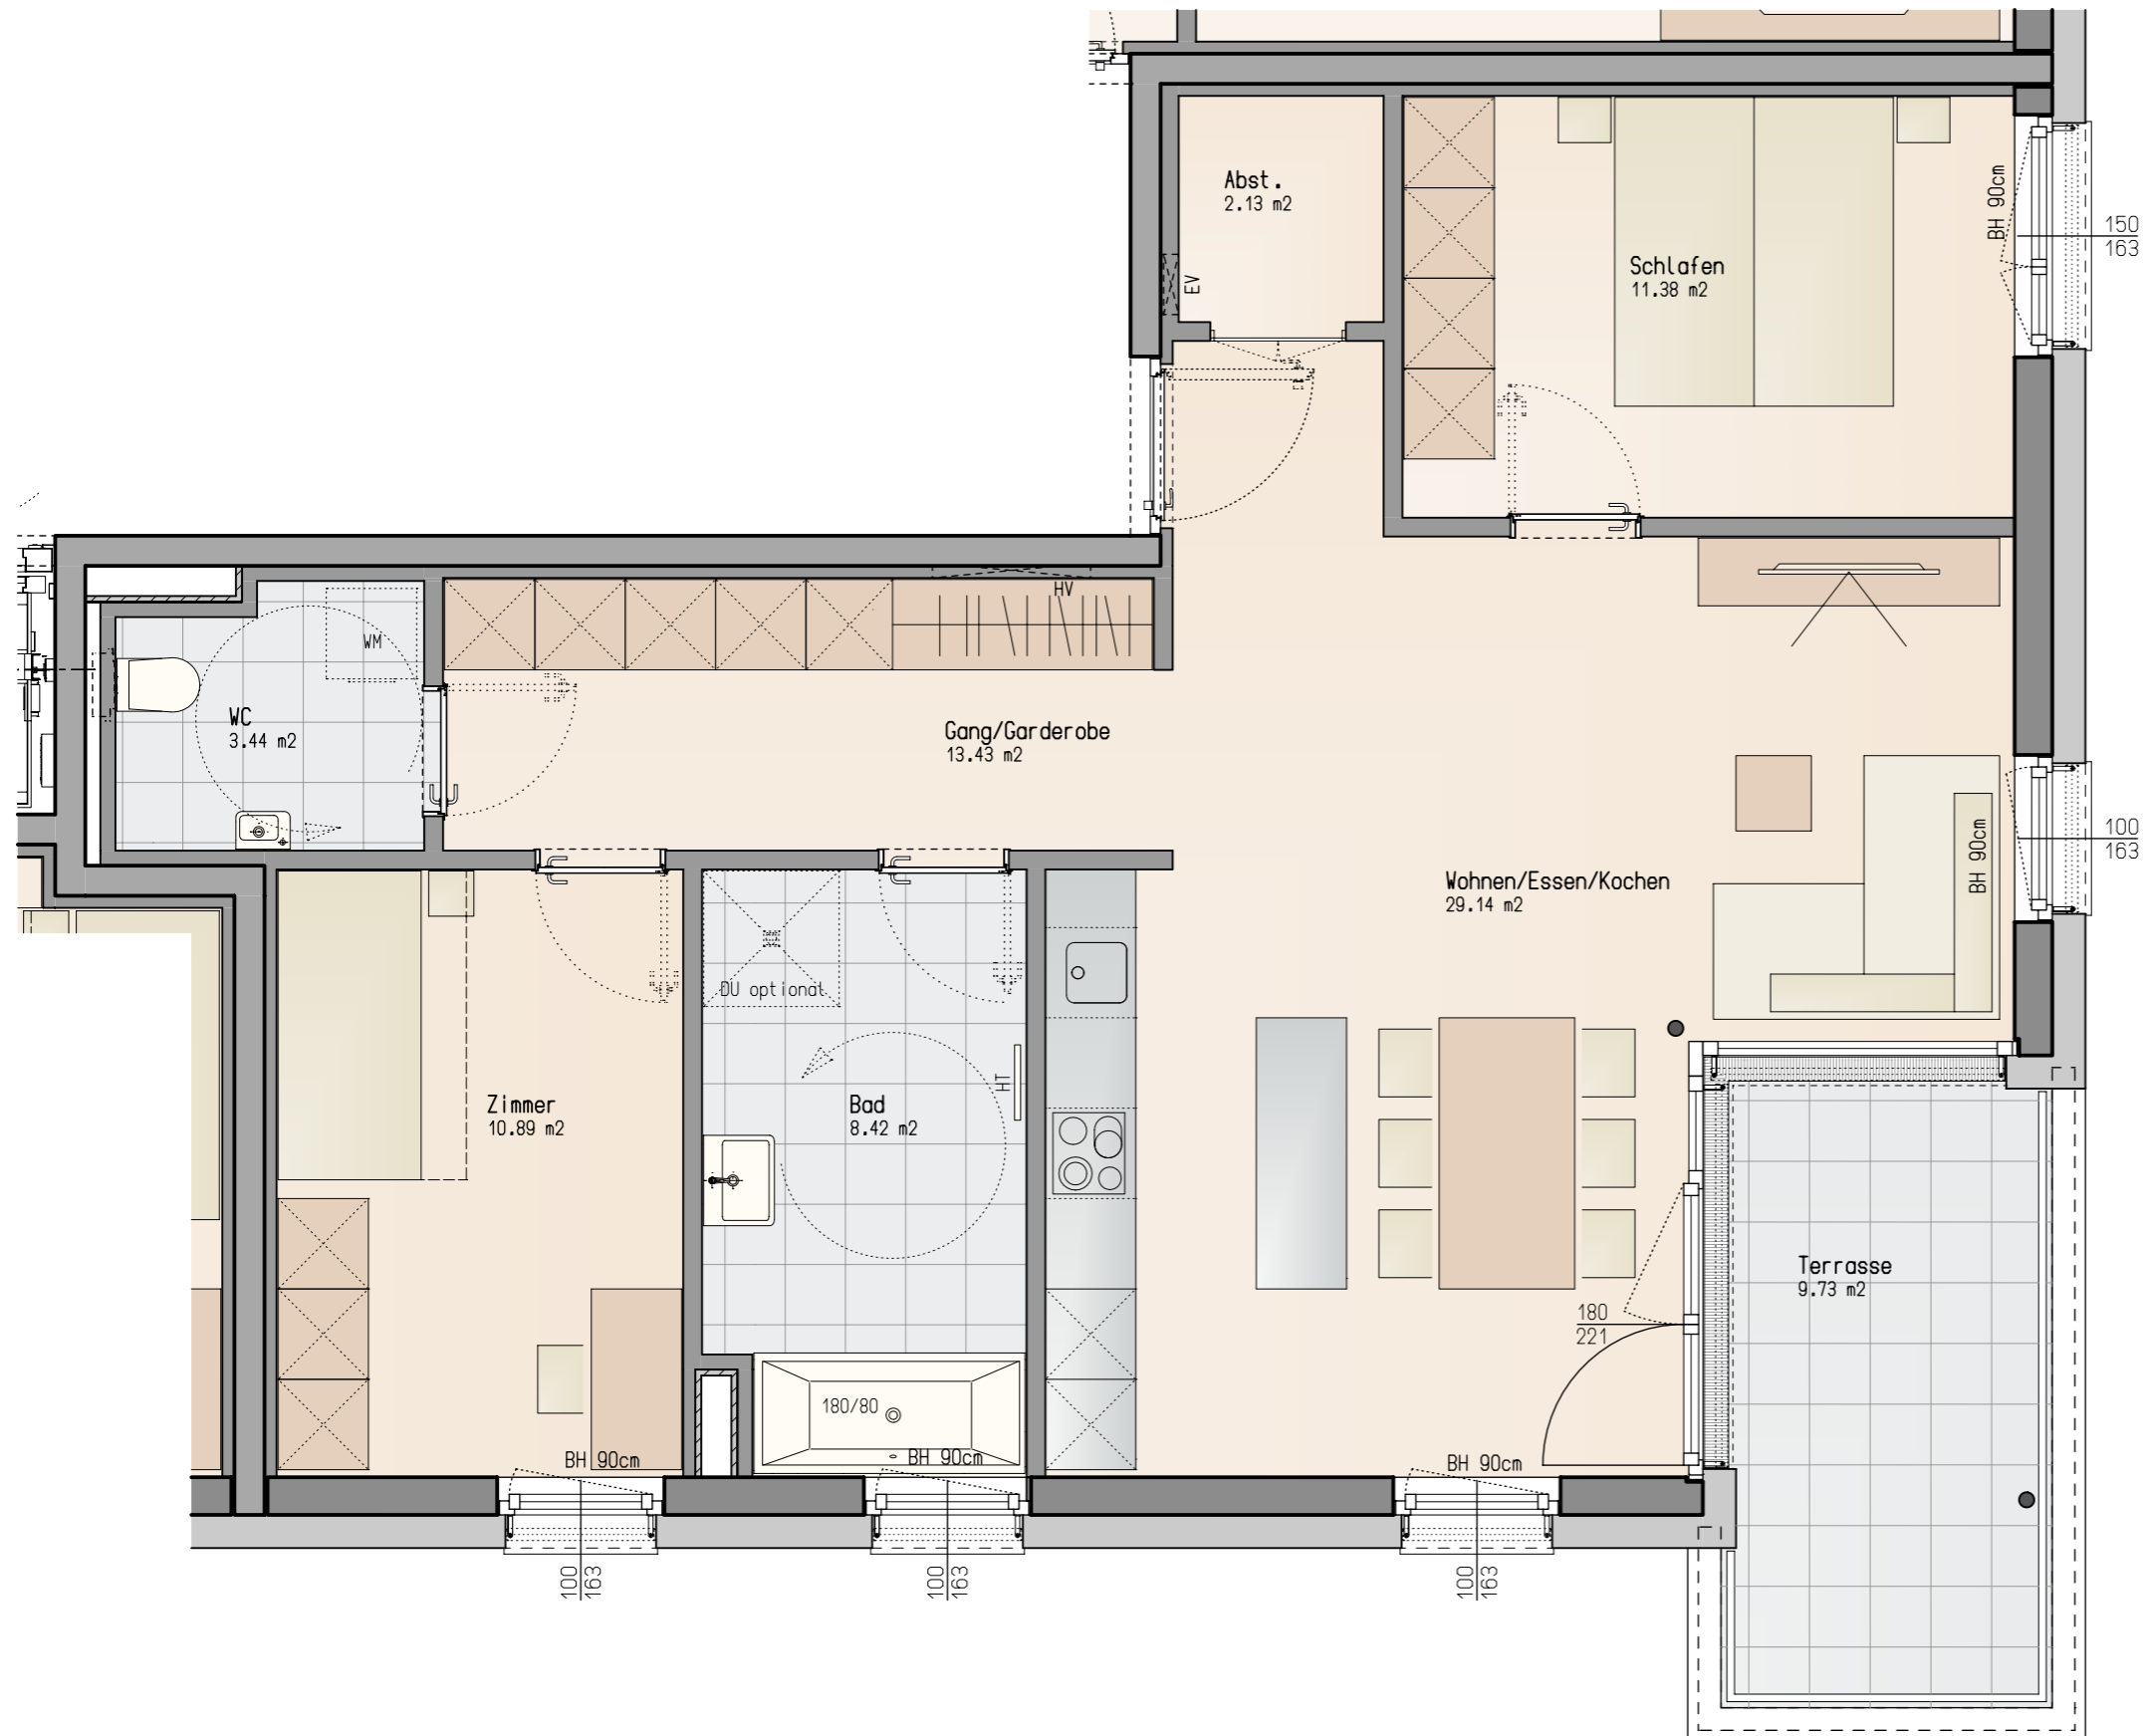 Abst.
2.13 m2
EV
Schlafen
11.38 m2
BH 90cm
150
163
HV
WM
WC
3.44 m2
Gang/Garderobe
13.43 m2
100
163
BH 90cm
Wohnen/Essen/Kochen
29.14 m2
DU optional
HT
Zimmer
10.89 m2
Bad
8.42 m2
Terrasse
9.73 m2
180
221
180/80
BH 90cm
BH 90cm
BH 90cm
100
163
100
163
100
163